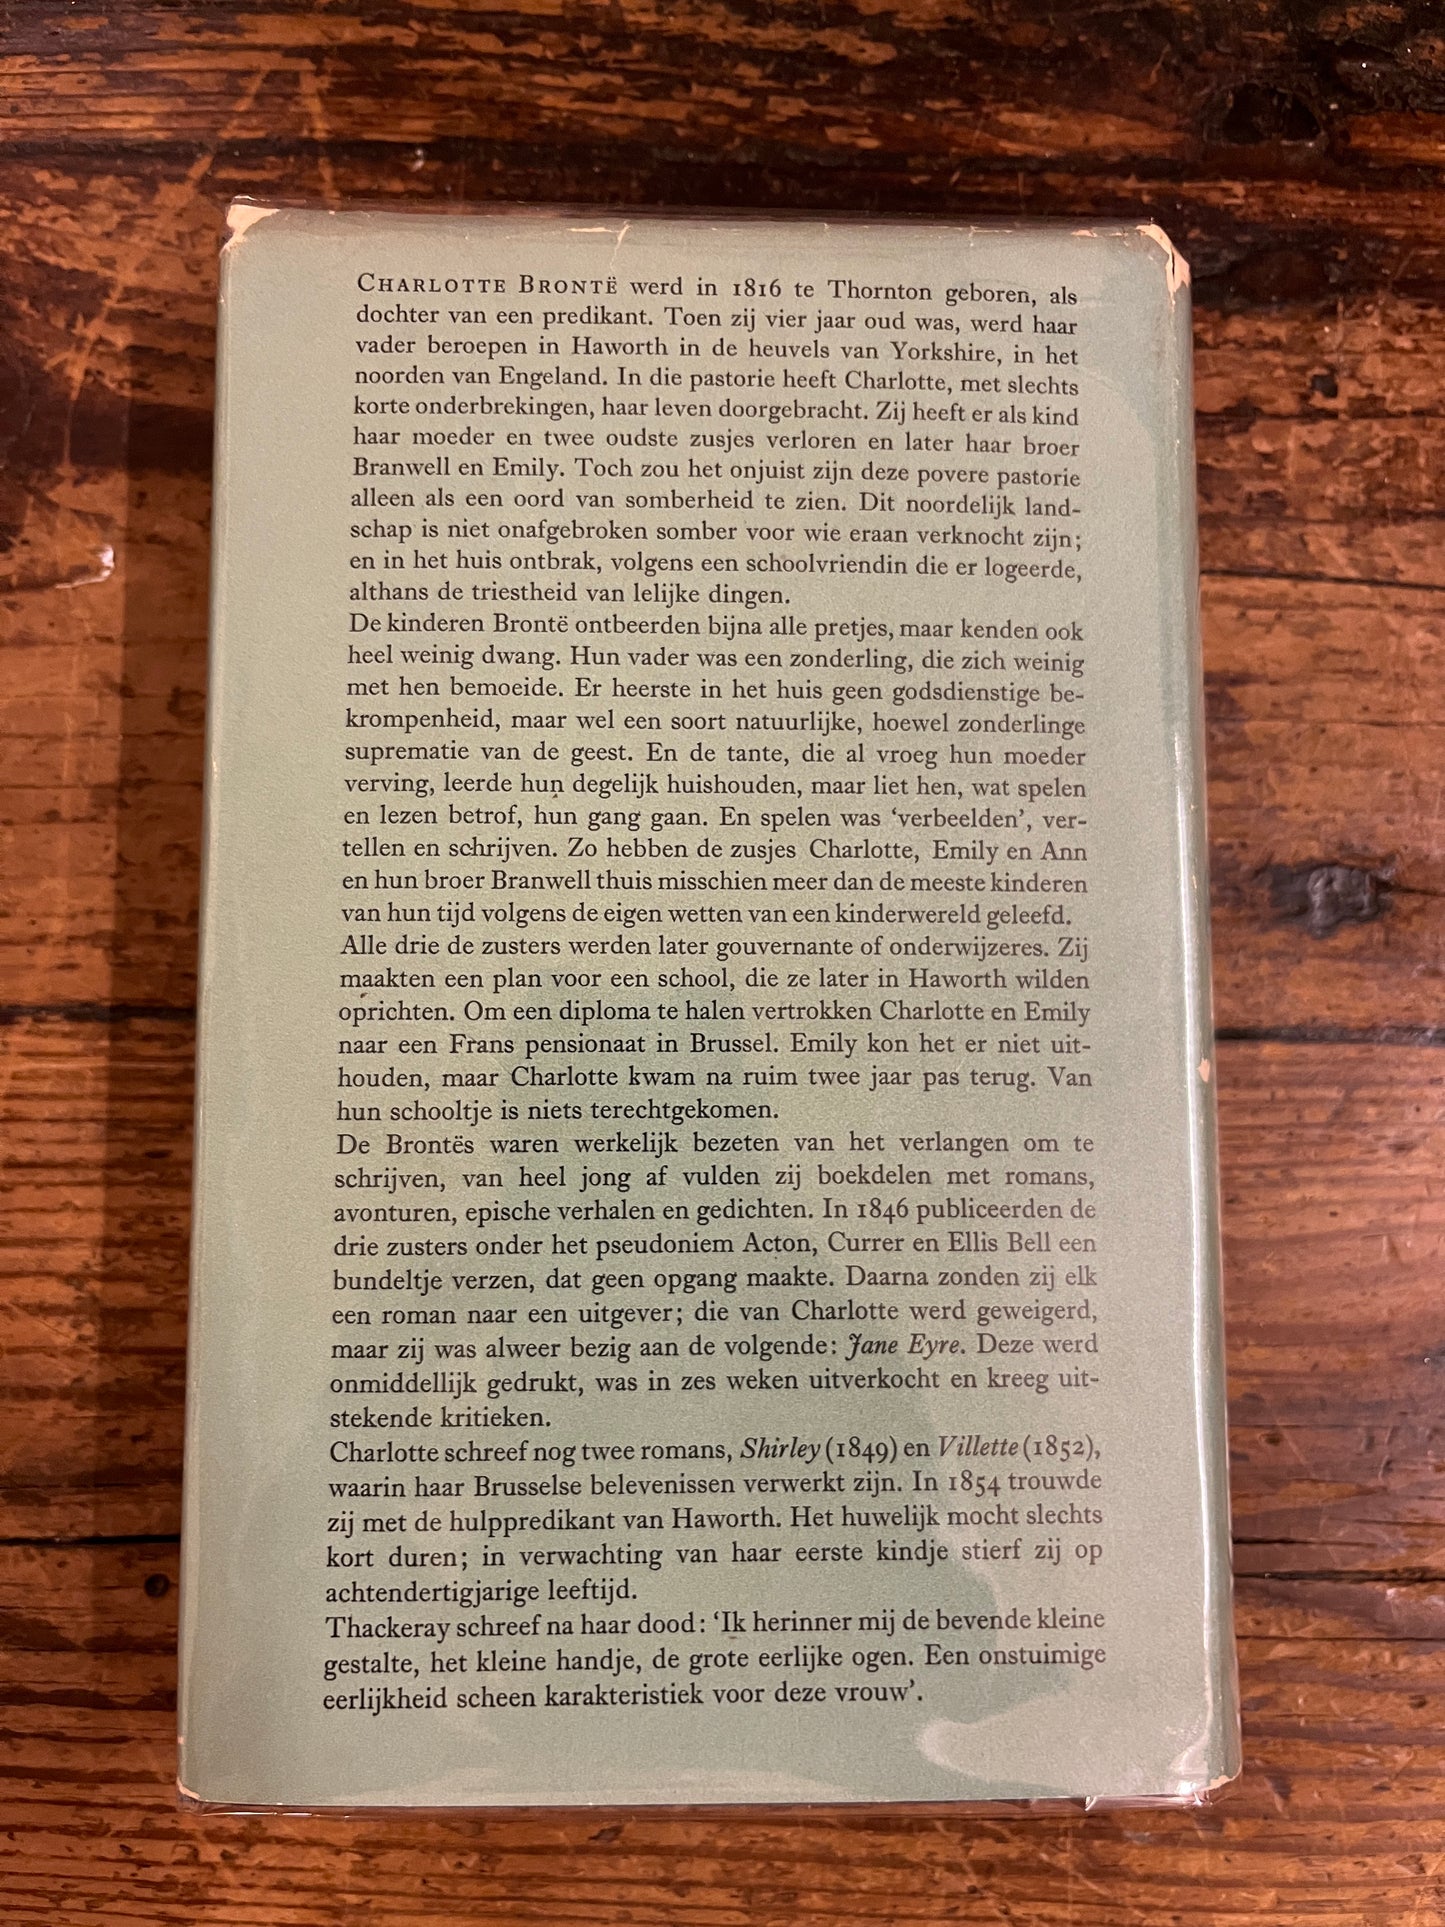 CHARLOTTE BRONTË werd in 1816 te Thornton geboren, als
dochter van een predikant. Toen zij vier jaar oud was, werd haar
vader beroepen in Haworth in de heuvels van Yorkshire, in het
noorden van Engeland. In die pastorie heeft Charlotte, met slechts
korte onderbrekingen, haar leven doorgebracht. Zij heeft er als kind
haar moeder en twee oudste zusjes verloren en later haar broer
Branwell en Emily. Toch zou het onjuist zijn deze povere pastorie
alleen als een oord van somberheid te zien. Dit noordelijk land-
schap is niet onafgebroken somber voor wie eraan verknocht zijn;
en in het huis ontbrak, volgens een schoolvriendin die er logeerde,
althans de triestheid van lelijke dingen.
De kinderen Brontë ontbeerden bijna alle pretjes, maar kenden ook
heel weinig dwang. Hun vader was een zonderling, die zich weinig
met hen bemoeide. Er heerste in het huis geen godsdienstige be-
krompenheid, maar wel een soort natuurlijke, hoewel zonderlinge
suprematie van de geest. En de tante, die al vroeg hun moeder
verving, leerde hun degelijk huishouden, maar liet hen, wat spelen
en lezen betrof, hun gang gaan. En spelen was ‘verbeelden’, ver-
tellen en schrijven. Zo hebben de zusjes Charlotte, Emily en Ann
en hun broer Branwell thuis misschien meer dan de meeste kinderen
van hun tijd volgens de eigen wetten van een kinderwereld geleefd.
Alle drie de zusters werden later gouvernante of onderwijzeres. Zij
maakten een plan voor een school, die ze later in Haworth wilden
oprichten. Om een diploma te halen vertrokken Charlotte en Emily
naar een Frans pensionaat in Brussel. Emily kon het er niet uit-
houden, maar Charlotte kwam na ruim twee jaar pas terug. Van
hun schooltje is niets terechtgekomen.
De Brontës waren werkelijk bezeten van het verlangen om te
schrijven, van heel jong af vulden zij boekdelen met romans,
avonturen, epische verhalen en gedichten. In 1846 publiceerden de
drie zusters onder het pseudoniem Acton, Currer en Ellis Bell een
bundeltje verzen, dat geen opgang maakte. Daarna zonden zij elk
een roman naar een uitgever; die van Charlotte werd geweigerd,
maar zij was alweer bezig aan de volgende: Jane Eyre. Deze werd
onmiddellijk gedrukt, was in zes weken uitverkocht en kreeg uit-
stekende kritieken.
Charlotte schreef nog twee romans, Shirley (1849) en Villette (1852),
waarin haar Brusselse belevenissen verwerkt zijn. In 1854 trouwde
zij met de hulppredikant van Haworth. Het huwelijk mocht slechts
kort duren; in verwachting van haar eerste kindje stierf zij op
achtendertigjarige leeftijd.
Thackeray schreef na haar dood: ‘Ik herinner mij de bevende kleine
gestalte, het kleine handje, de grote eerlijke ogen. Een onstuimige
eerlijkheid scheen karakteristiek voor deze vrouw’.